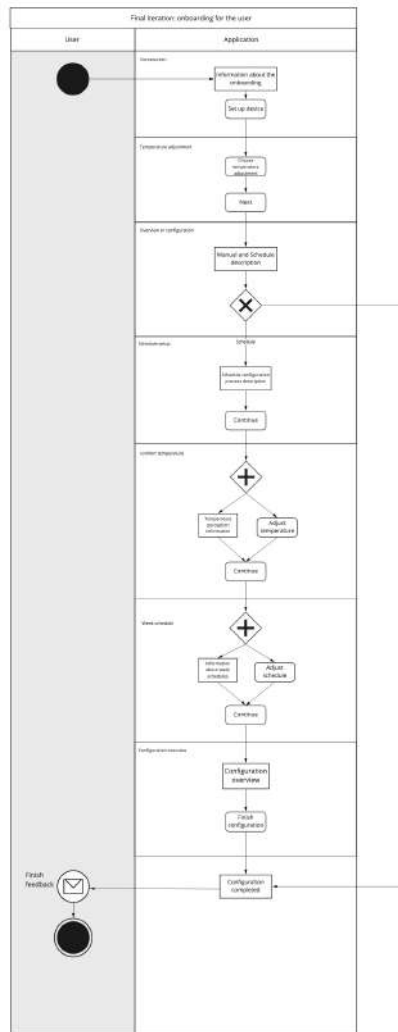 Final iteration: onboarding for the user
User
Application
Introduction
Information about the
onboarding
Set up device
Temperature adjustment
Choose
temperature
adjustment
Next
Overview of configuration
Manual and Schedule
description
Schedule
Schedule setup
Schedule configuration
process description
Continue
Comfort temperature
Temperature
perception
information
Adjust
temperature
Continue
Week schedule
Information
about week
schedules
Adjust
schedule
Continue
Configuration overview
Configuration
overview
Finish
configuration
Finish
feedback
Configuration
completed